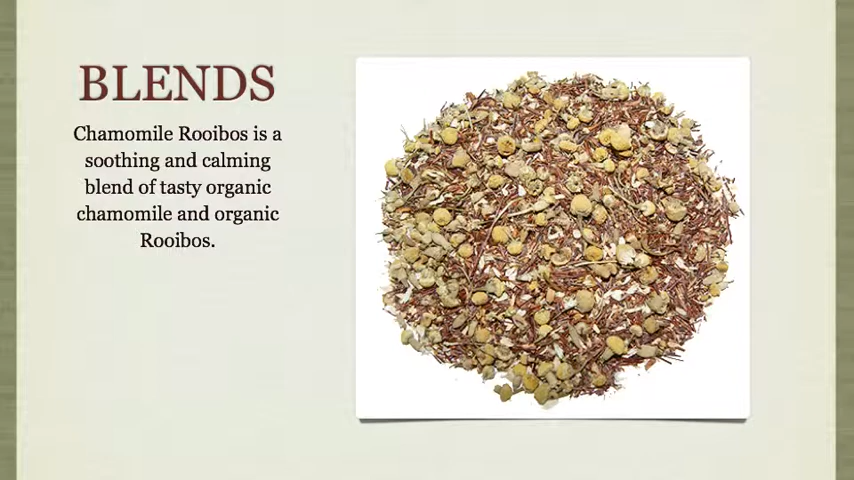 BLENDS
Chamomile Rooibos is a
soothing and calming
blend of tasty organic
chamomile and organic
Rooibos.